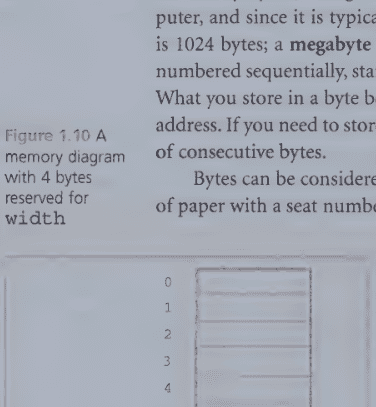 puter, and since it is typica
is 1024 bytes; a megabyte
numbered sequentially, sta
What you store in a byte b
address. If you need to stor
of consecutive bytes.
Bytes can be considere
of paper with a seat numbe
Figure 1.10 A
memory diagram
with 4 bytes
reserved for
width
0
1
2
3
4